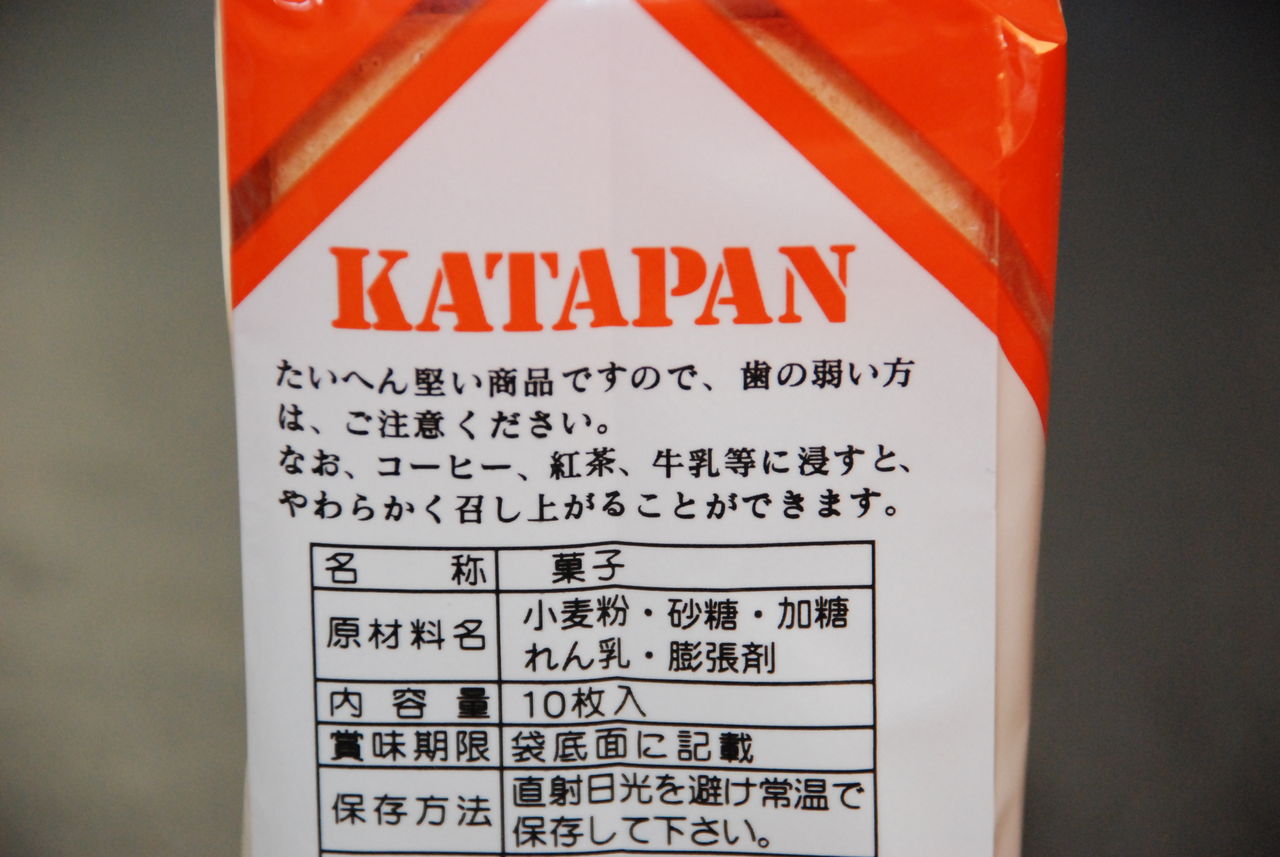 KATAPAN
たいへん堅い商品ですので、歯の弱い方
は、ご注意ください。
なお、コーヒー、紅茶、牛乳等に浸すと、
やわらかく召し上がることができます。
名称 菓子
原材料名 小麦粉・砂糖・加糖
れん乳・膨張剤
内容量 10枚入
賞味期限 袋底面に記載
保存方法 直射日光を避け常温で
保存して下さい。